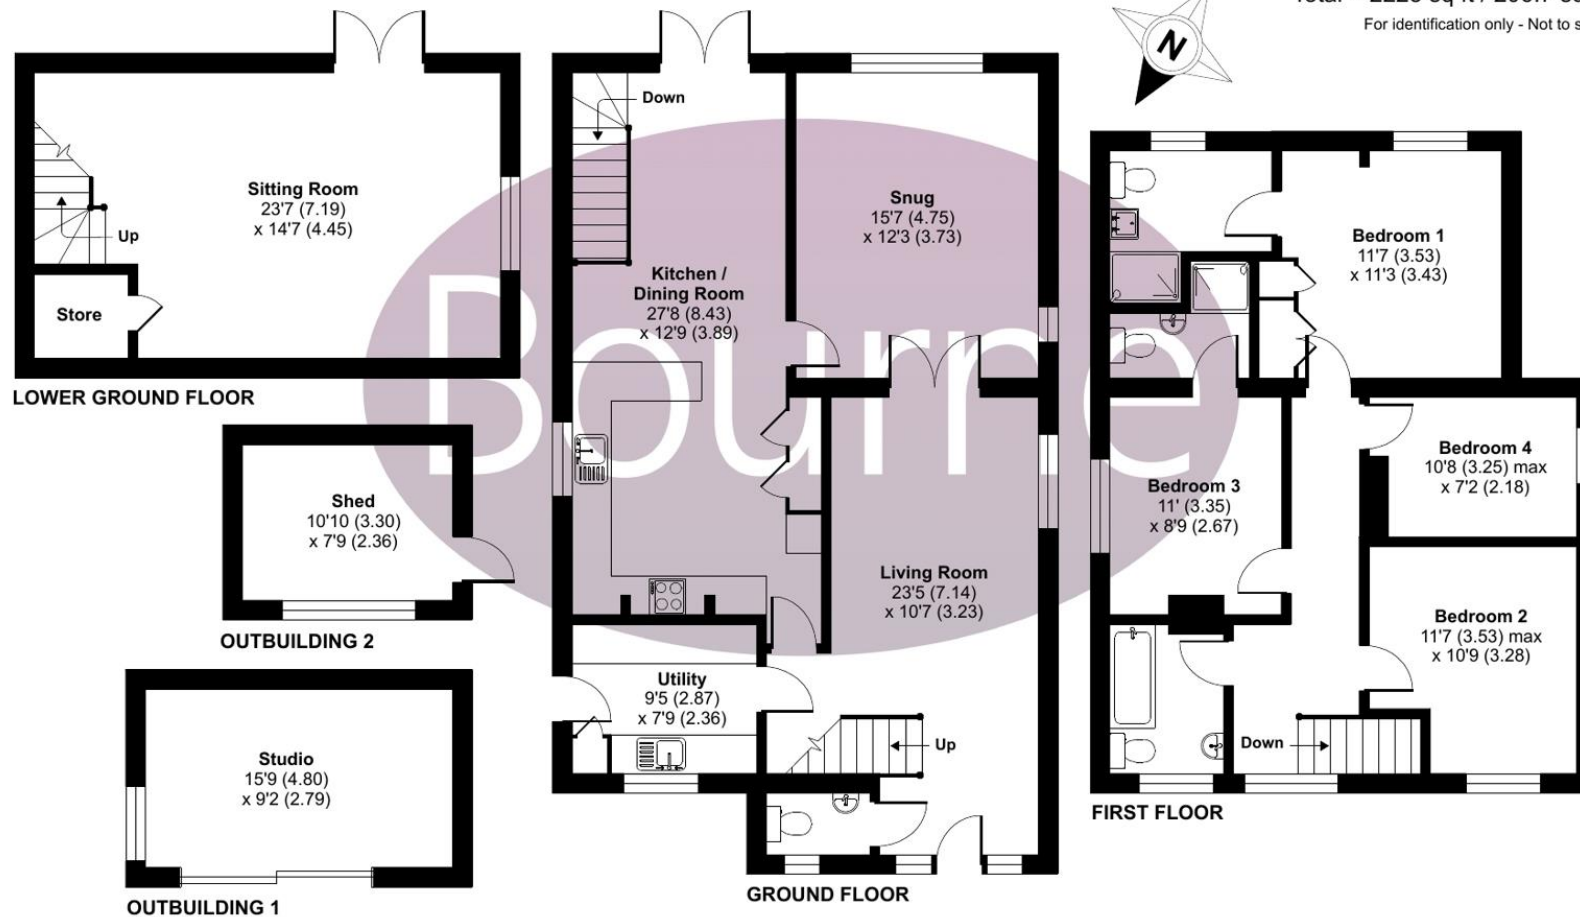 Total = 2226 sq ft /
For identification only - Not to s
N
Down
Sitting Room
23'7 (7.19)
x 14'7 (4.45)
Up
Store
LOWER GROUND FLOOR
Snug
15'7 (4.75)
x 12'3 (3.73)
Kitchen /
Dining Room
27'8 (8.43)
x 12'9 (3.89)
Bourne
Bedroom 1
11'7 (3.53)
x 11'3 (3.43)
Shed
10'10 (3.30)
x 7'9 (2.36)
OUTBUILDING 2
Living Room
23'5 (7.14)
x 10'7 (3.23)
Bedroom 3
11' (3.35)
x 8'9 (2.67)
Bedroom 4
10'8 (3.25) max
x 7'2 (2.18)
Bedroom 2
11'7 (3.53) max
x 10'9 (3.28)
Utility
9'5 (2.87)
x 7'9 (2.36)
Up
Down
Studio
15'9 (4.80)
x 9'2 (2.79)
OUTBUILDING 1
GROUND FLOOR
FIRST FLOOR